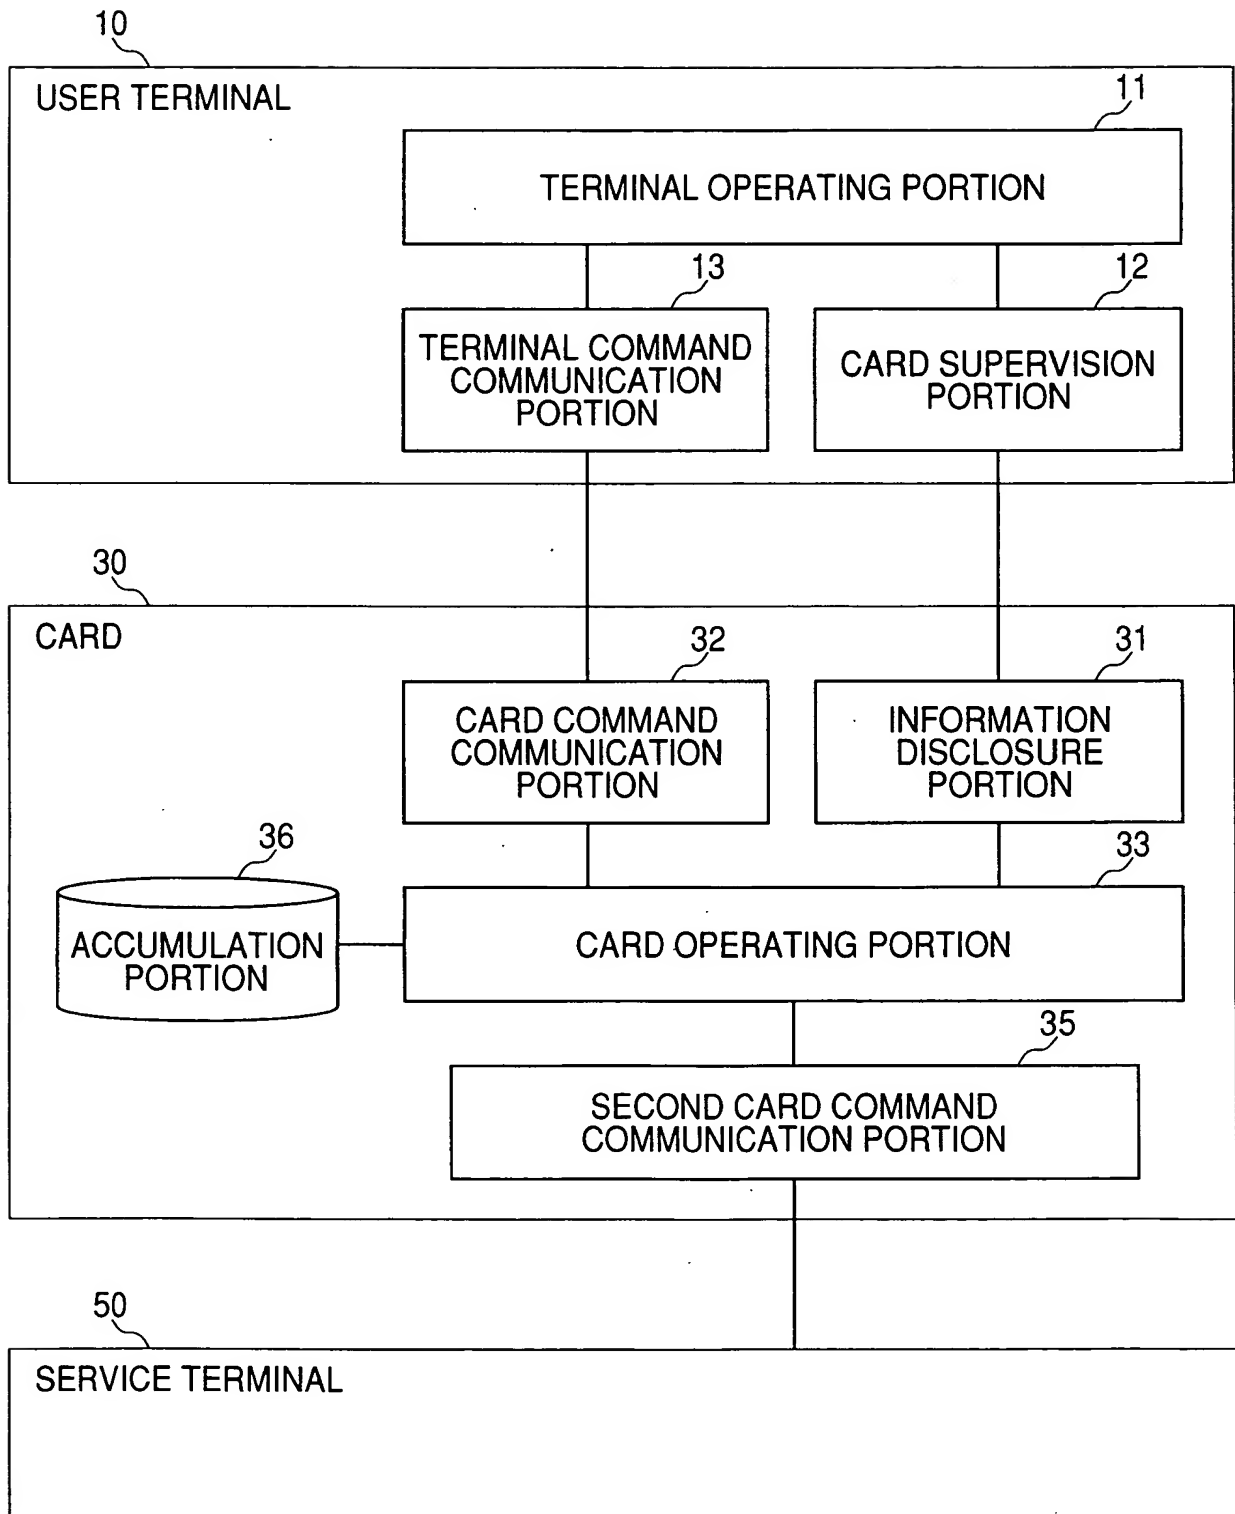 10
USER TERMINAL
11
TERMINAL OPERATING PORTION
13
12
TERMINAL COMMAND
COMMUNICATION
PORTION
CARD SUPERVISION
PORTION
30
CARD
32
31
CARD COMMAND
COMMUNICATION
PORTION
INFORMATION
DISCLOSURE
PORTION
36
33
ACCUMULATION
PORTION
CARD OPERATING PORTION
35
SECOND CARD COMMAND
COMMUNICATION PORTION
50
SERVICE TERMINAL